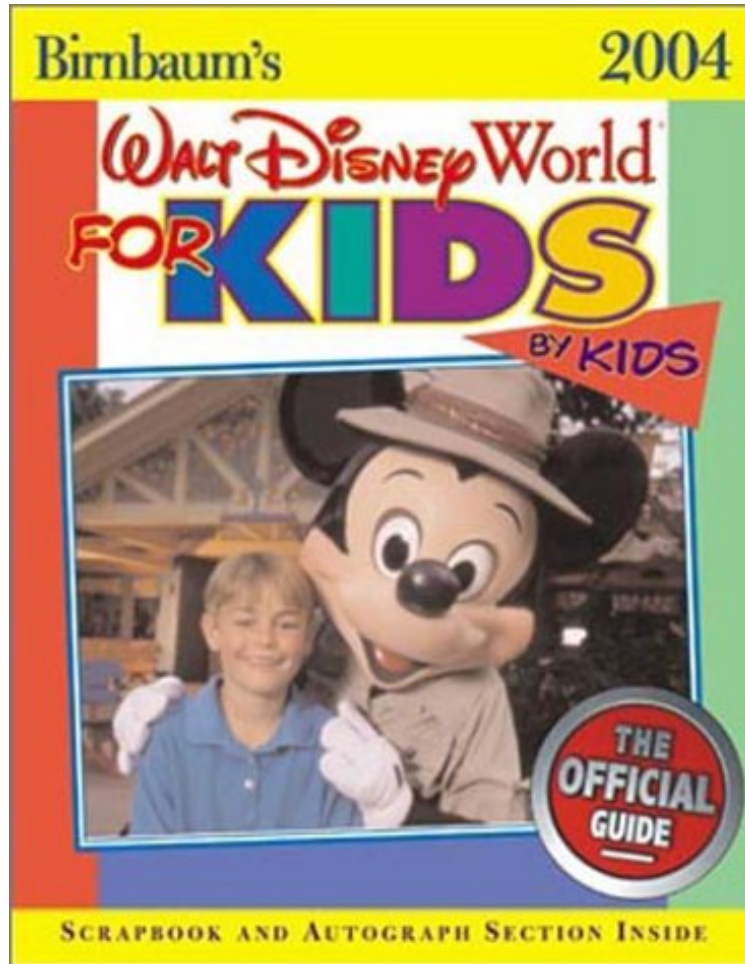 Birnbaum's 2004
WALT DISNEY World
FOR KIDS
BY KIDS
THE
OFFICIAL
GUIDE
SCRAPBOOK AND AUTOGRAPH SECTION INSIDE